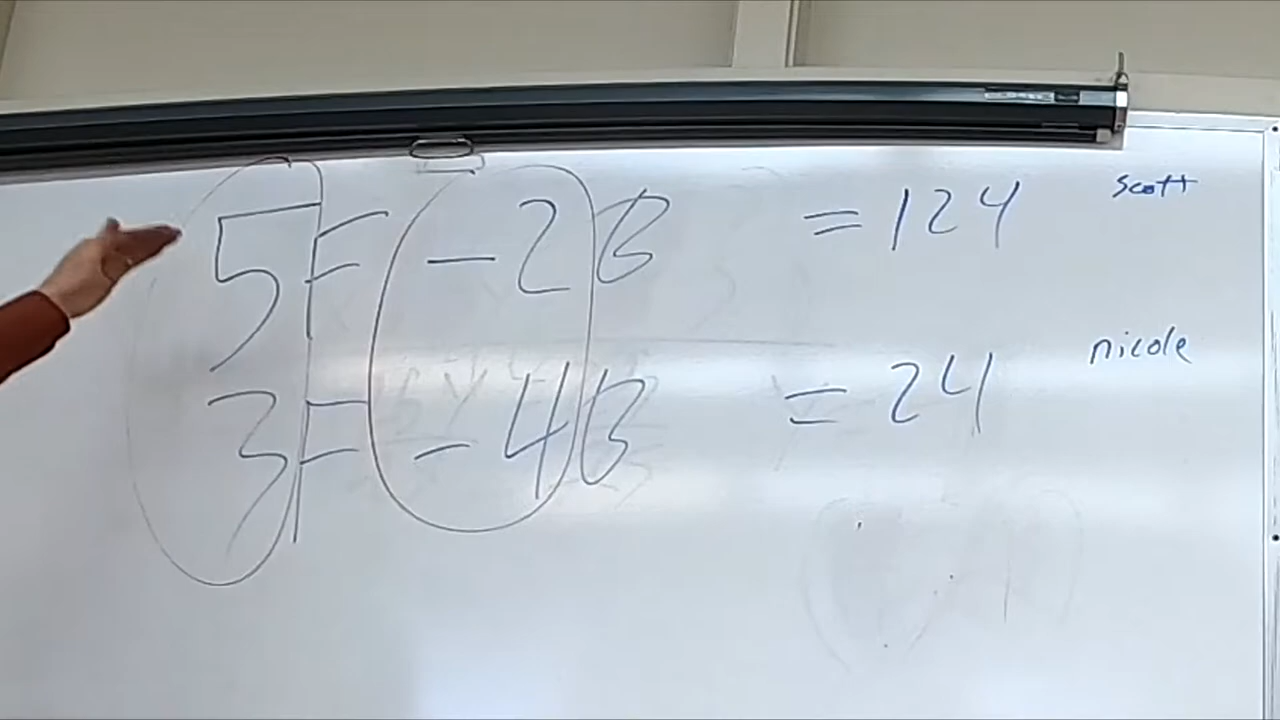 5F - 2B = 124 Scott
3F - 4B = 24 nicole